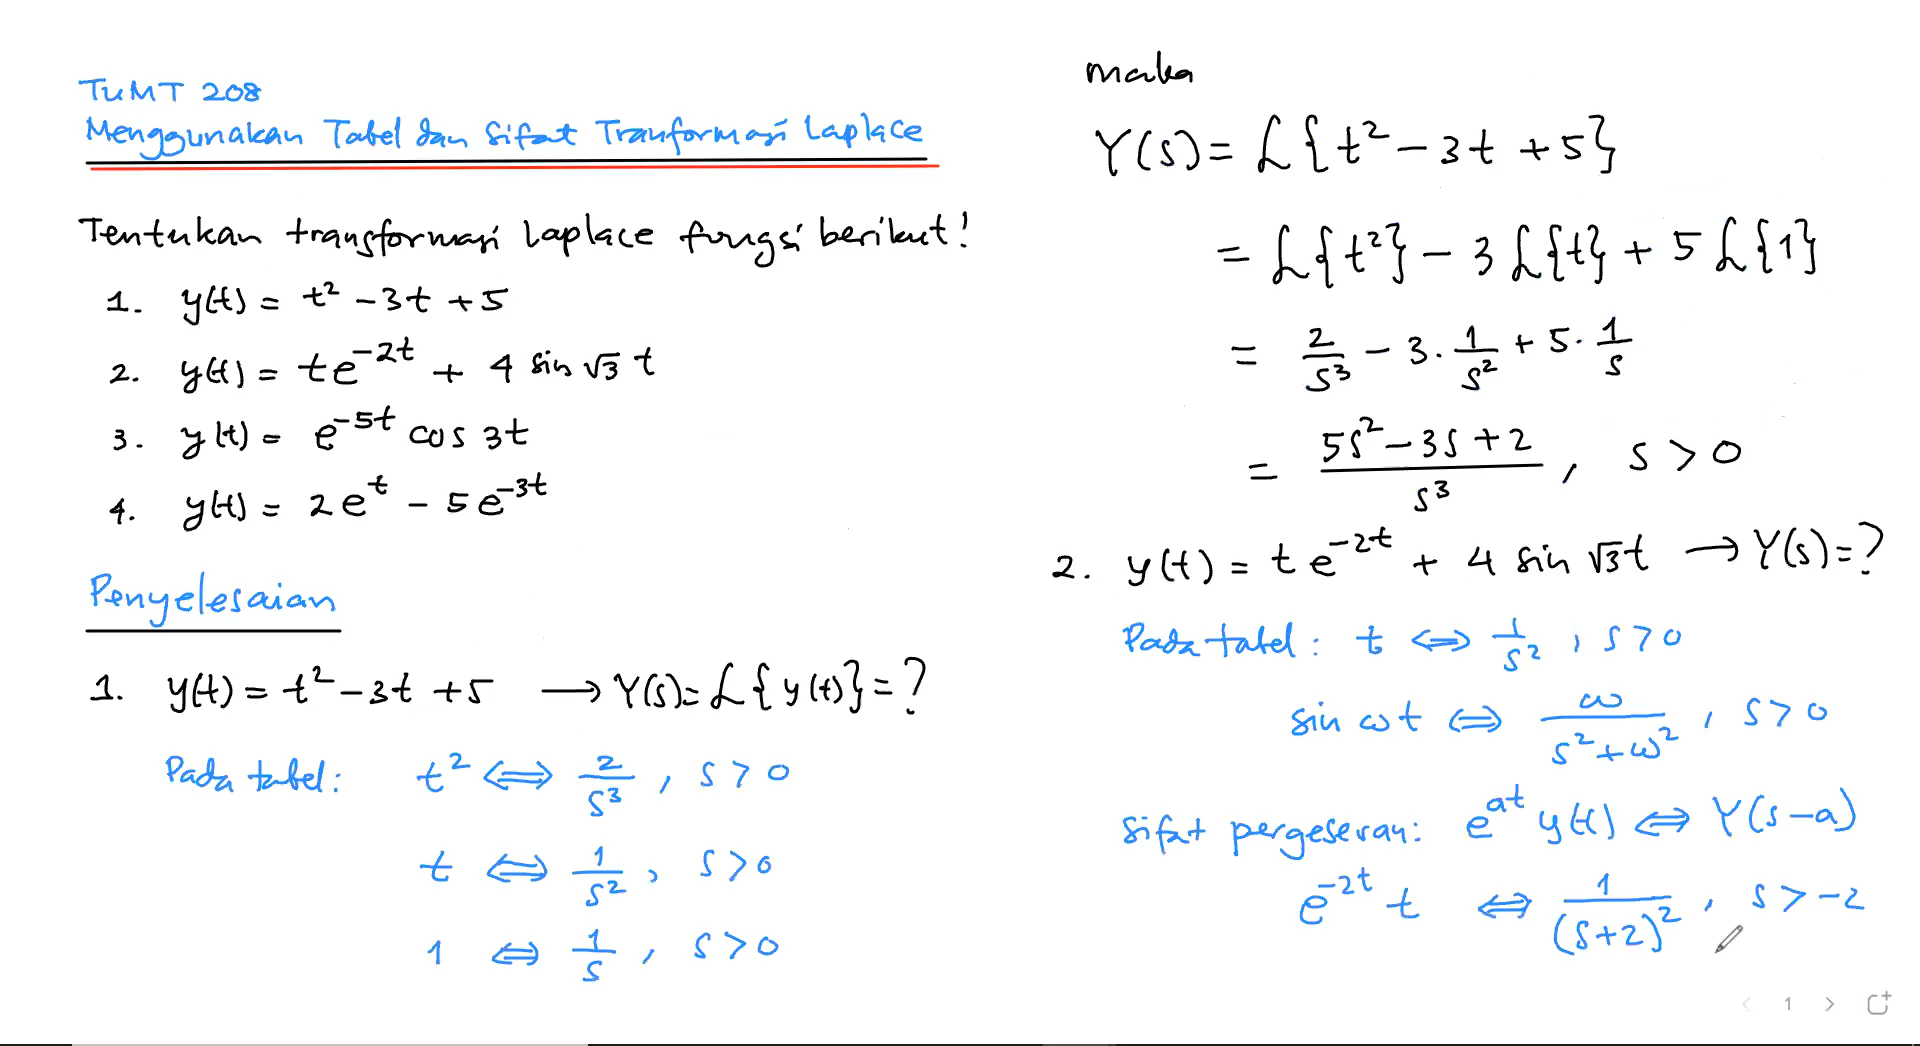 TUMT 208
Menggunakan Tabel dan Sifat Tranformasi Laplace
Tentukan transformasi Laplace fungsi berikut!
1. y(t) = t² - 3t + 5
2. y(t) = te^{-2t} + 4 sin √3 t
3. y(t) = e^{-5t} cos 3t
4. y(t) = 2e^{t} - 5e^{-3t}
Penyelesaian
1. y(t) = t² - 3t + 5 → Y(s) = ℒ{y(t)} = ?
Pada tabel: t² ⇔ 2/s³, s > 0
t ⇔ 1/s², s > 0
1 ⇔ 1/s, s > 0
maka
Y(s) = ℒ{t² - 3t + 5}
= ℒ{t²} - 3ℒ{t} + 5ℒ{1}
= 2/s³ - 3 · 1/s² + 5 · 1/s
= (5s² - 3s + 2)/s³, s > 0
2. y(t) = te^{-2t} + 4 sin √3 t → Y(s) = ?
Pada tabel: t ⇔ 1/s², s > 0
sin ωt ⇔ ω/(s² + ω²), s > 0
Sifat pergeseran: e^{at} y(t) ⇔ Y(s - a)
e^{-2t} t ⇔ 1/(s + 2)², s > -2
1